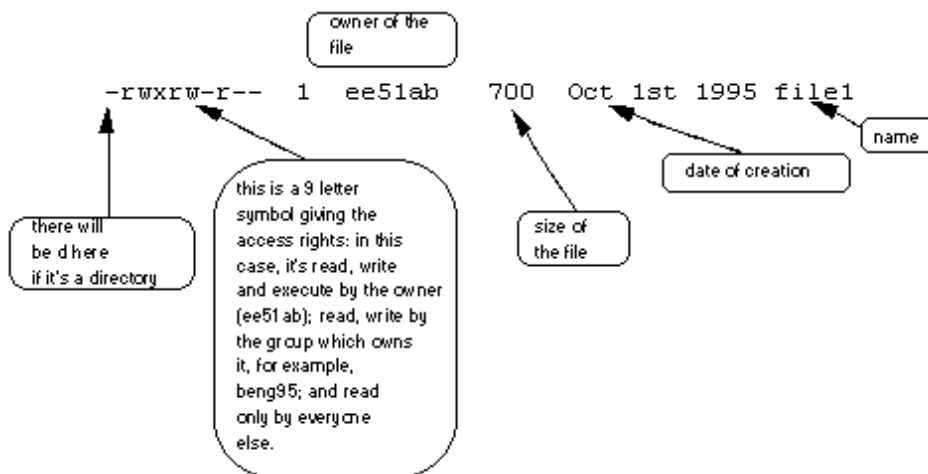 owner of the
file
-rwxrw-r-- 1 ee51ab 700 Oct 1st 1995 file1
name
date of creation
this is a 9 letter
symbol giving the
access rights: in this
case, it's read, write
and execute by the owner
(ee51ab); read, write by
the group which owns
it, for example,
beng95; and read
only by everyone
else.
there will
be d here
if it's a directory
size of
the file